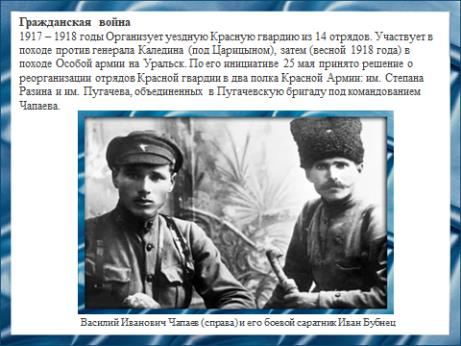 Гражданская война
1917 – 1918 годы Организует уездную Красную гвардию из 14 отрядов. Участвует в
походе против генерала Каледина (под Царицыном), затем (весной 1918 года) в
походе Особой армии на Уральск. По его инициативе 25 мая принято решение о
реорганизации отрядов Красной гвардии в два полка Красной Армии: им. Степана
Разина и им. Пугачева, объединенных в Пугачевскую бригаду под командованием
Чапаева.
Василий Иванович Чапаев (справа) и его боевой саратник Иван Бубнец